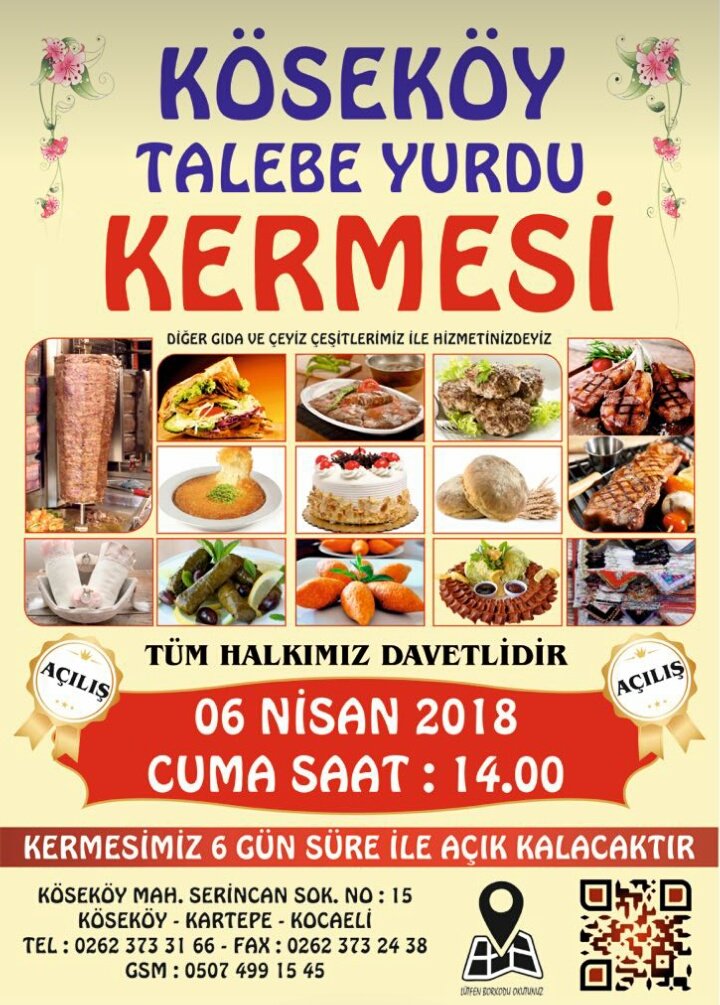 KÖSEKÖY
TALEBE YURDU
KERMESİ
DİĞER GIDA VE ÇEYİZ ÇEŞİTLERİMİZ İLE HİZMETİNİZDEYİZ
TÜM HALKIMIZ DAVETLİDİR
AÇILIŞ
AÇILIŞ
06 NİSAN 2018
CUMA SAAT : 14.00
KERMESİMİZ 6 GÜN SÜRE İLE AÇIK KALACAKTIR
KÖSEKÖY MAH. SERİNCAN SOK. NO : 15
KÖSEKÖY - KARTEPE - KOCAELİ
TEL : 0262 373 31 66 - FAX : 0262 373 24 38
GSM : 0507 499 15 45
LÜTFEN BORKODU OKUTUNUZ